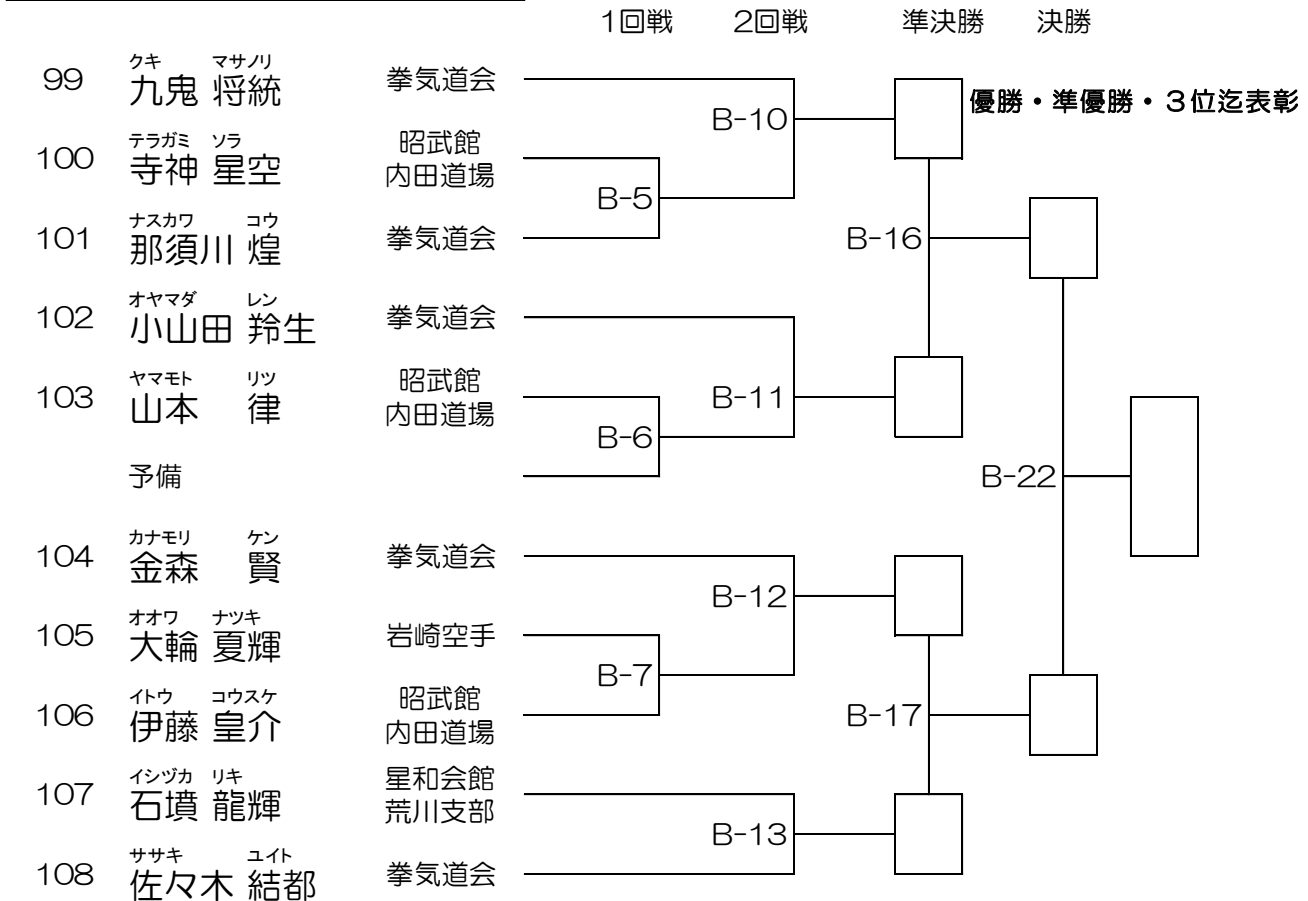 1回戦 2回戦 準決勝 決勝
優勝・準優勝・3位迄表彰
クキ マサノリ
99 九鬼 将統 拳気道会
B-10
テラガミ ソラ
100 寺神 星空 昭武館
内田道場
B-5
ナスカワ コウ
101 那須川 煌 拳気道会
B-16
オヤマダ レン
102 小山田 羚生 拳気道会
ヤマモト リツ
103 山本 律 昭武館
内田道場
B-11
B-6
予備
B-22
カナモリ ケン
104 金森 賢 拳気道会
B-12
オオワ ナツキ
105 大輪 夏輝 岩崎空手
B-7
イトウ コウスケ
106 伊藤 皇介 昭武館
内田道場
B-17
イシヅカ リキ
107 石墳 龍輝 星和会館
荒川支部
B-13
ササキ ユイト
108 佐々木 結都 拳気道会